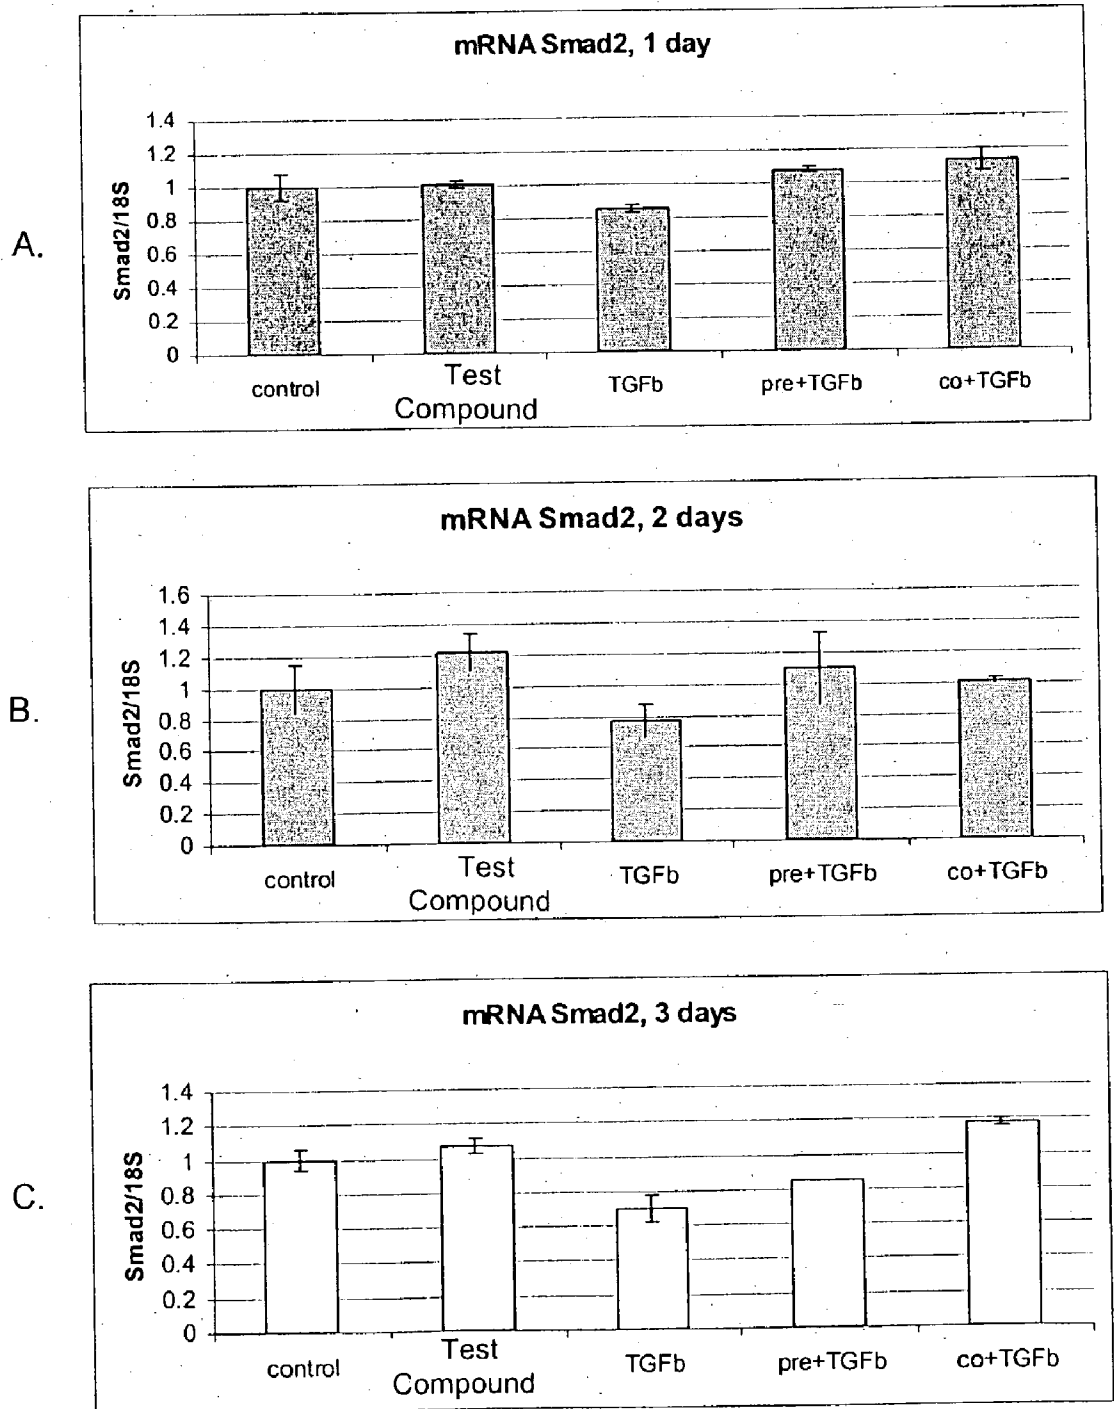 mRNA Smad2, 1 day
1.4
1.2
1
0.8
0.6
0.4
0.2
0
Smad2/18S
A.
control
Test
Compound
TGFb
pre+TGFb
co+TGFb
mRNA Smad2, 2 days
1.6
1.4
1.2
1
0.8
0.6
0.4
0.2
0
Smad2/18S
B.
control
Test
Compound
TGFb
pre+TGFb
co+TGFb
mRNA Smad2, 3 days
1.4
1.2
1
0.8
0.6
0.4
0.2
0
Smad2/18S
C.
control
Test
Compound
TGFb
pre+TGFb
co+TGFb